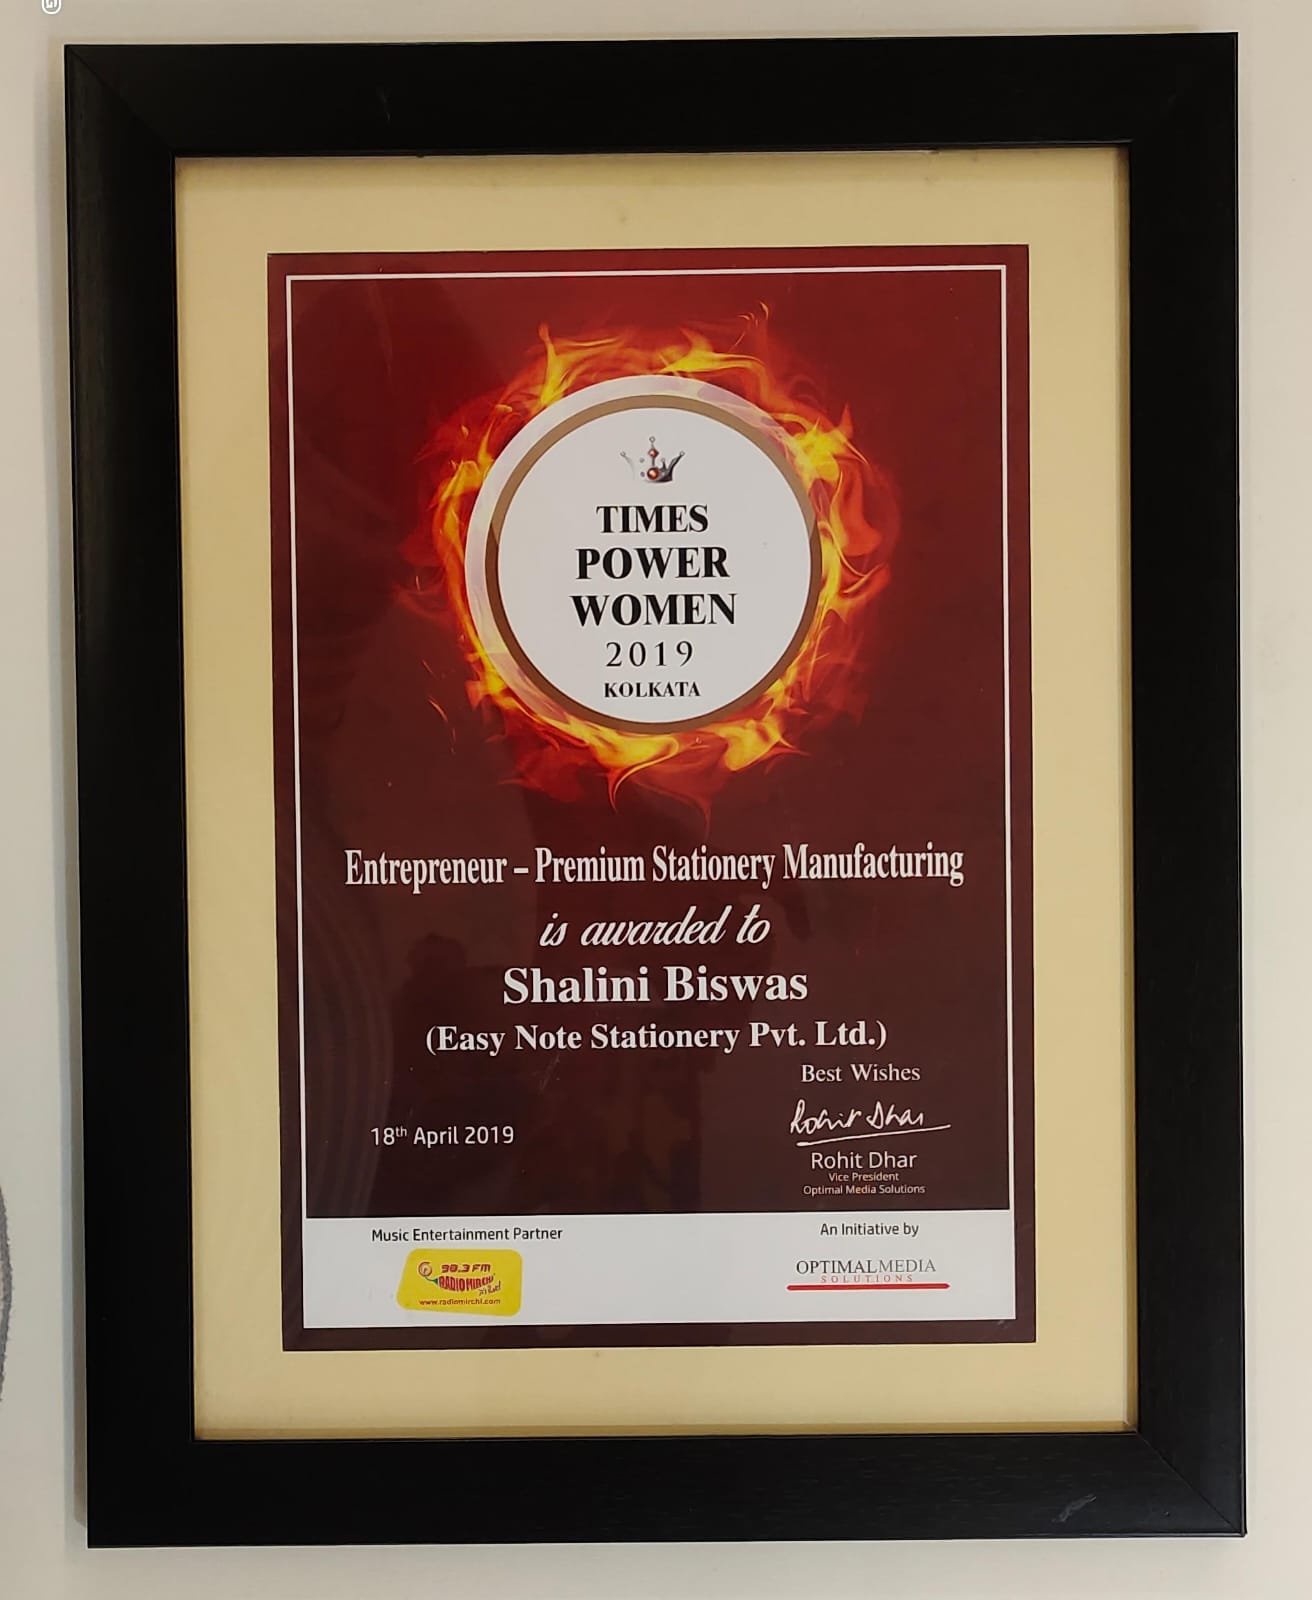 TIMES
POWER
WOMEN
2019
KOLKATA
Entrepreneur – Premium Stationery Manufacturing
is awarded to
Shalini Biswas
(Easy Note Stationery Pvt. Ltd.)
Best Wishes
Rohit Dhar
18th April 2019
Rohit Dhar
Vice President
Optimal Media Solutions
Music Entertainment Partner
98.3 FM
RADIO MIRCHI
www.radiomirchi.com
An Initiative by
OPTIMALMEDIA
SOLUTIONS